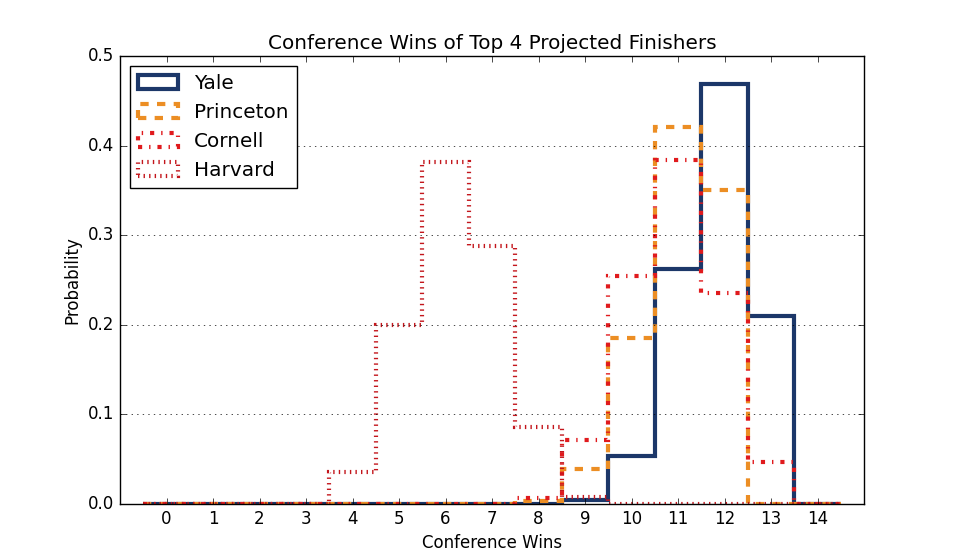 Conference Wins of Top 4 Projected Finishers
0.5
0.4
0.3
0.2
0.1
0.0
Probability
Yale
Princeton
Cornell
Harvard
0 1 2 3 4 5 6 7 8 9 10 11 12 13 14
Conference Wins